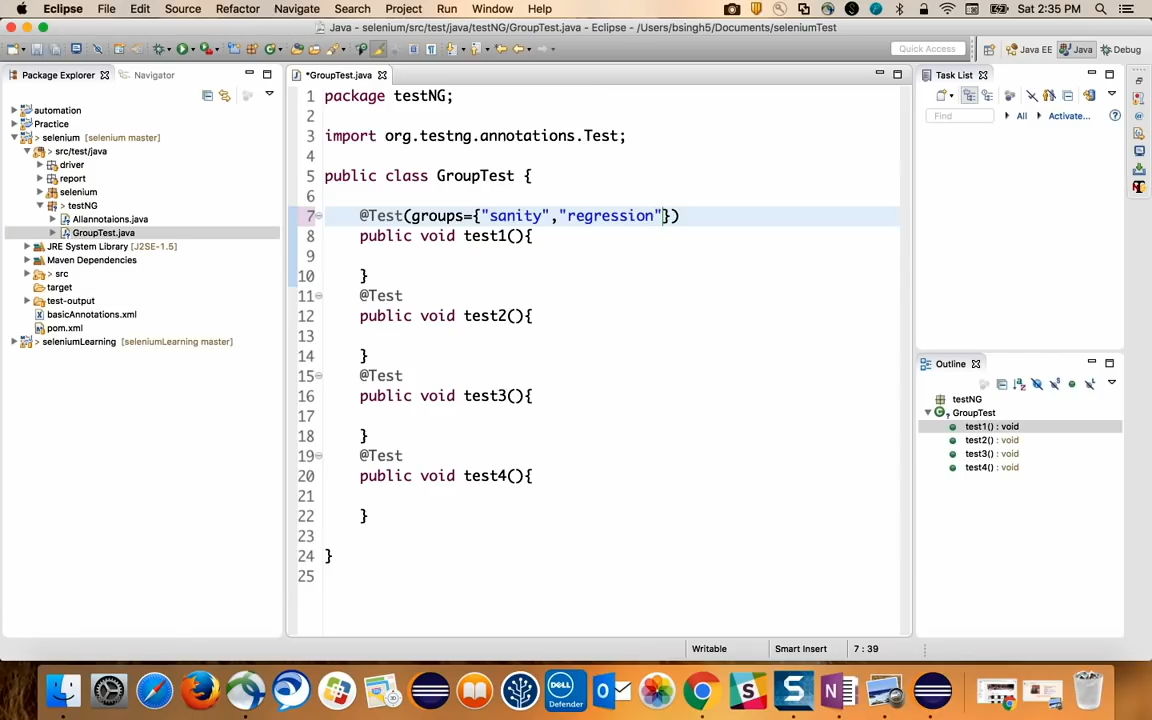 Eclipse File Edit Source Refactor Navigate Search Project Run Window Help Sat 2:35 PM
Java - selenium/src/test/java/testNG/GroupTest.java - Eclipse - /Users/bsingh5/Documents/seleniumTest
Quick Access Java EE Java Debug
Package Explorer Navigator
automation
Practice
> selenium [selenium master]
> src/test/java
driver
report
selenium
> testNG
Allannotaions.java
GroupTest.java
JRE System Library [J2SE-1.5]
Maven Dependencies
> src
target
test-output
basicAnnotations.xml
pom.xml
> seleniumLearning [seleniumLearning master]
*GroupTest.java
1 package testNG;
2
3 import org.testng.annotations.Test;
4
5 public class GroupTest {
6
7 @Test(groups={"sanity","regression"})
8 public void test1(){
9
10 }
11 @Test
12 public void test2(){
13
14 }
15 @Test
16 public void test3(){
17
18 }
19 @Test
20 public void test4(){
21
22 }
23
24 }
25
Task List
Find All Activate...
Outline
testNG
GroupTest
test1() : void
test2() : void
test3() : void
test4() : void
Writable Smart Insert 7 : 39
DELL
Defender